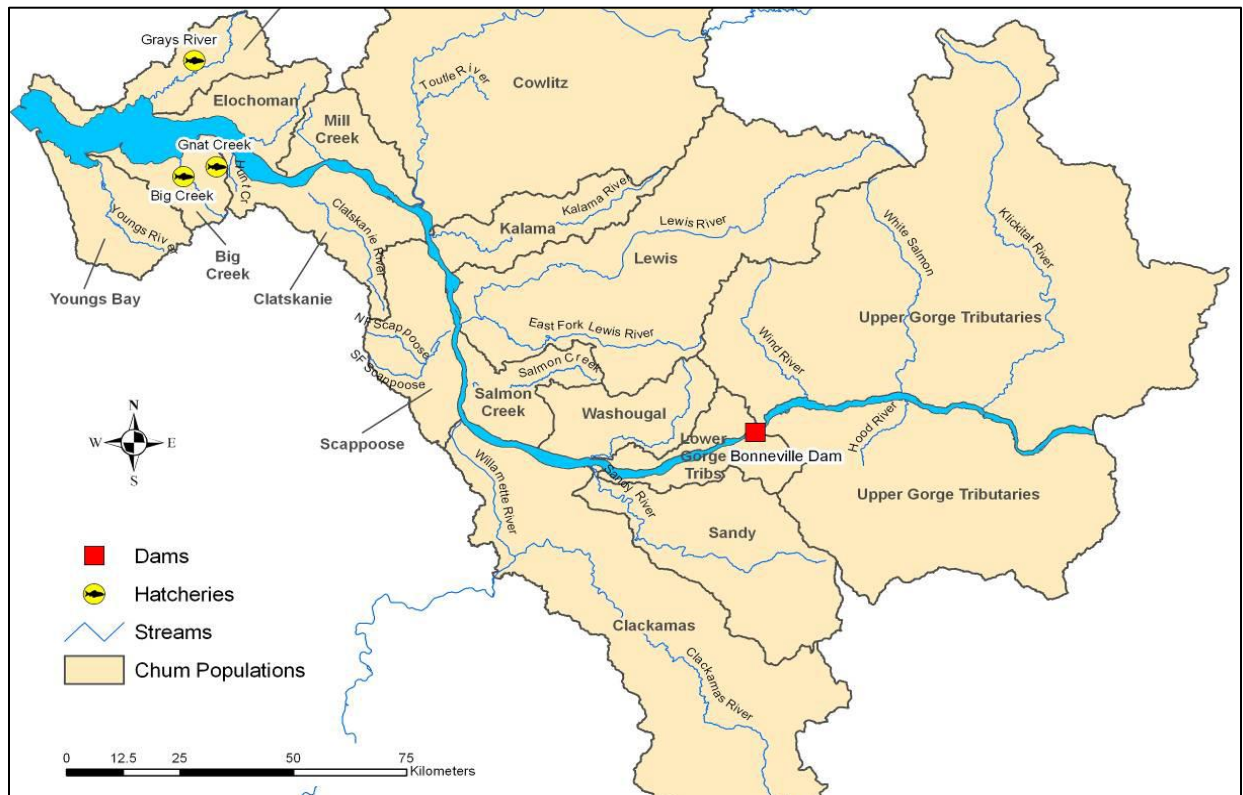 Grays River
Elochoman
Toutle River
Cowlitz
Mill
Creek
Gnat Creek
Hunt Cr
Big Creek
Youngs River
Big
Creek
Youngs Bay
Clatskanie River
Clatskanie
Kalama River
Kalama
Lewis River
Lewis
White Salmon
Klickitat River
Upper Gorge Tributaries
Wind River
East Fork Lewis River
NF Scappoose
SF Scappoose
Salmon Creek
Salmon
Creek
Washougal
Scappoose
Lower
Gorge
Tribs
Bonneville Dam
Hood River
Upper Gorge Tributaries
Willamette River
Sandy River
Sandy
Clackamas
Clackamas River
N
W
E
S
Dams
Hatcheries
Streams
Chum Populations
0 12.5 25 50 75
Kilometers